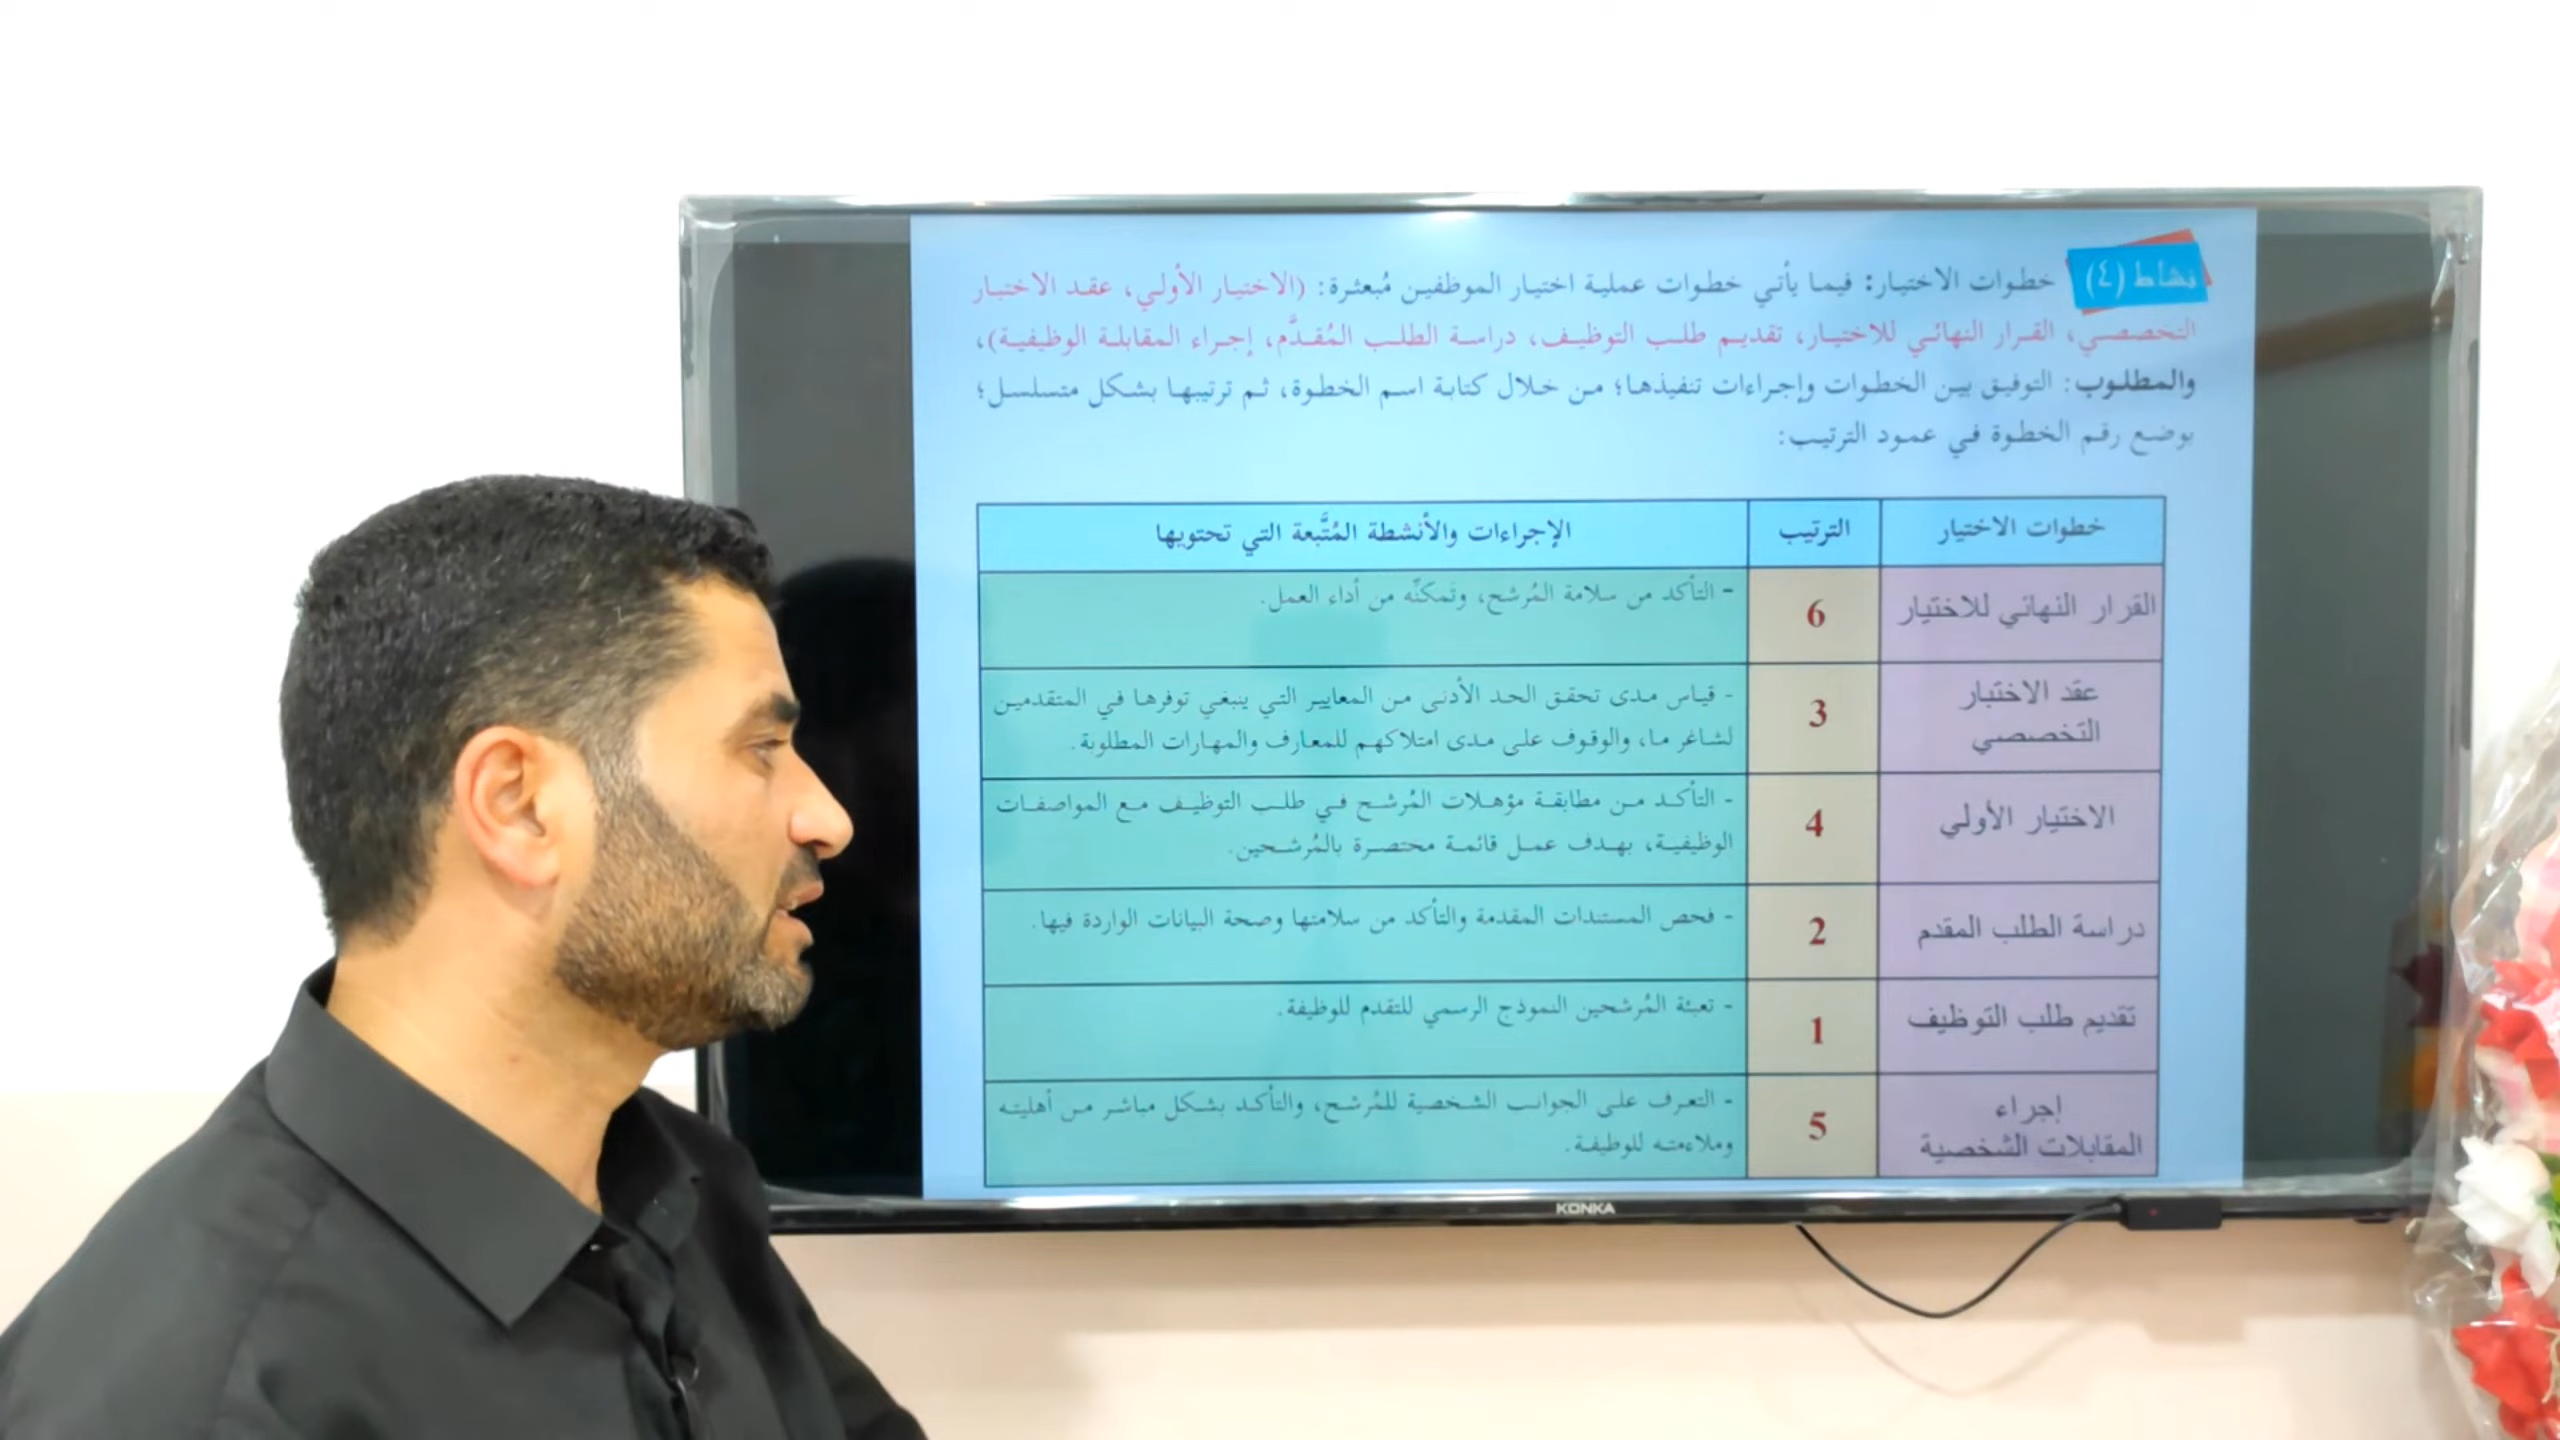 نشاط (٤) خطوات الاختيار: فيما يأتي خطوات عملية اختيار الموظفين مُبعثرة: (الاختيار الأولي، عقد الاختبار
التخصصي، القرار النهائي للاختيار، تقديم طلب التوظيف، دراسة الطلب المُقدَّم، إجراء المقابلة الوظيفية)،
والمطلوب: التوفيق بين الخطوات وإجراءات تنفيذها؛ من خلال كتابة اسم الخطوة، ثم ترتيبها بشكل متسلسل؛
بوضع رقم الخطوة في عمود الترتيب:
خطوات الاختيار الترتيب الإجراءات والأنشطة المُتَّبعة التي تحتويها
القرار النهائي للاختيار 6 - التأكد من سلامة المُرشح، وتَمكنّه من أداء العمل.
عقد الاختبار
التخصصي
3
- قياس مدى تحقق الحد الأدنى من المعايير التي ينبغي توفرها في المتقدمين
لشاغر ما، والوقوف على مدى امتلاكهم للمعارف والمهارات المطلوبة.
الاختيار الأولي
4
- التأكد من مطابقة مؤهلات المُرشح في طلب التوظيف مع المواصفات
الوظيفية، بهدف عمل قائمة مختصرة بالمُرشحين.
دراسة الطلب المقدم 2 - فحص المستندات المقدمة والتأكد من سلامتها وصحة البيانات الواردة فيها.
تقديم طلب التوظيف 1 - تعبئة المُرشحين النموذج الرسمي للتقدم للوظيفة.
إجراء
المقابلات الشخصية
5
- التعرف على الجوانب الشخصية للمُرشح، والتأكد بشكل مباشر من أهليته
وملاءمته للوظيفة.
KONKA